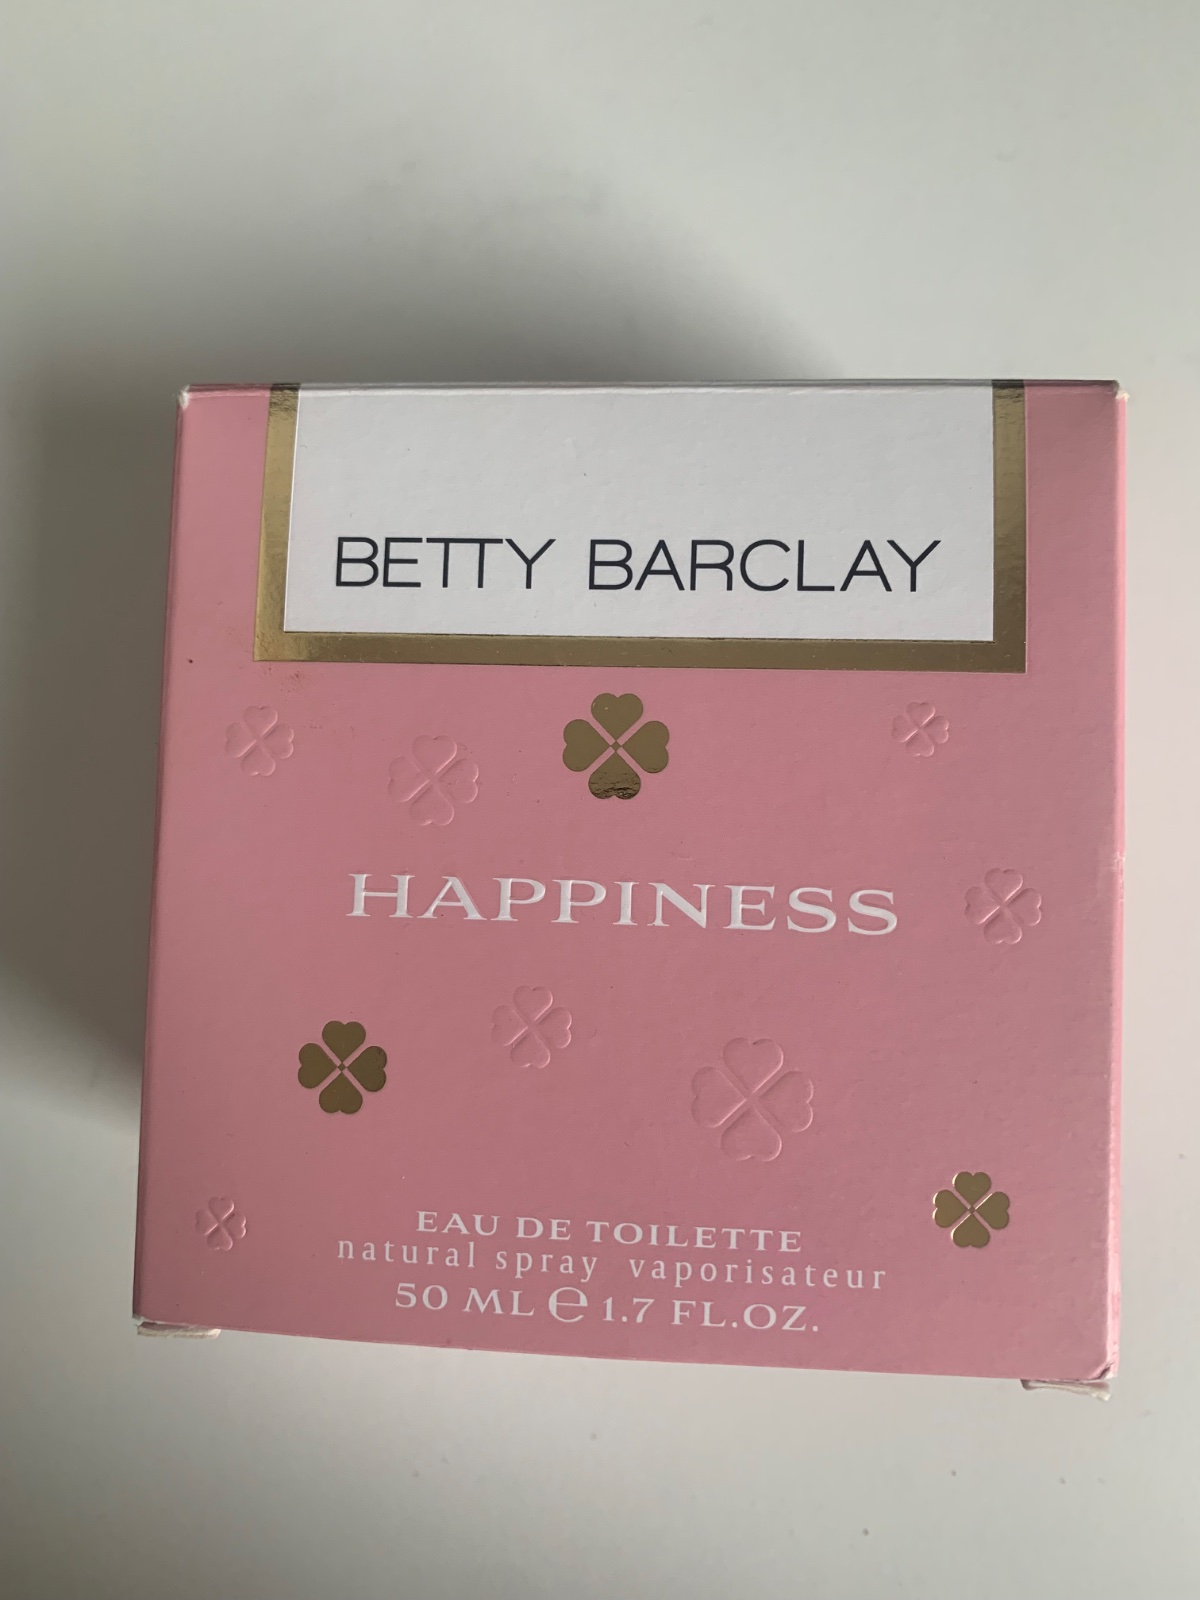 BETTY BARCLAY
HAPPINESS
EAU DE TOILETTE
natural spray vaporisateur
50 ML ℮ 1.7 FL.OZ.